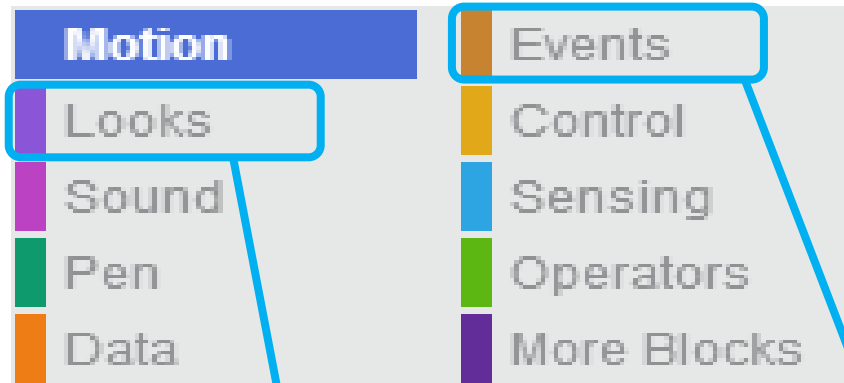 Motion
Looks
Sound
Pen
Data
Events
Control
Sensing
Operators
More Blocks